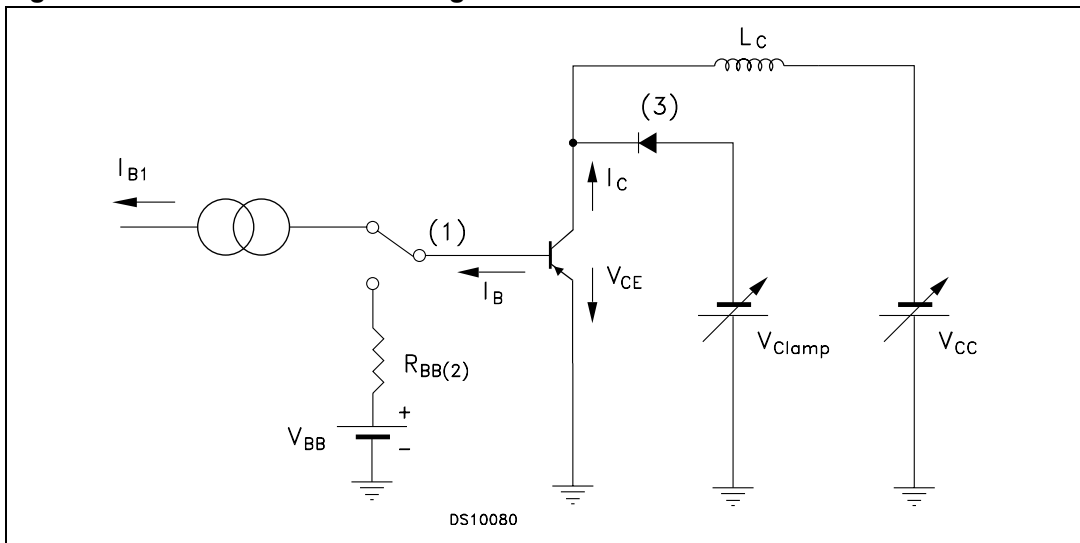 L_C
(3)
I_B1
I_C
(1)
V_CE
I_B
V_Clamp
V_CC
R_BB(2)
+
V_BB
-
DS10080